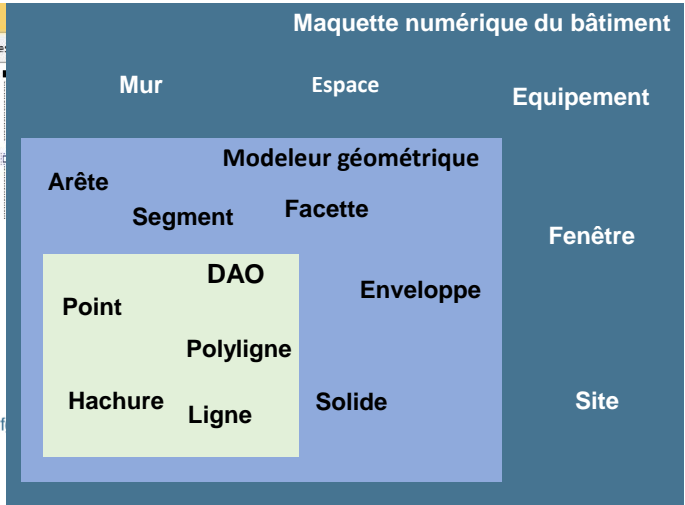 Maquette numérique du bâtiment
Mur
Espace
Equipement
Modeleur géométrique
Arête
Segment
Facette
Fenêtre
DAO
Enveloppe
Point
Polyligne
Hachure
Ligne
Solide
Site